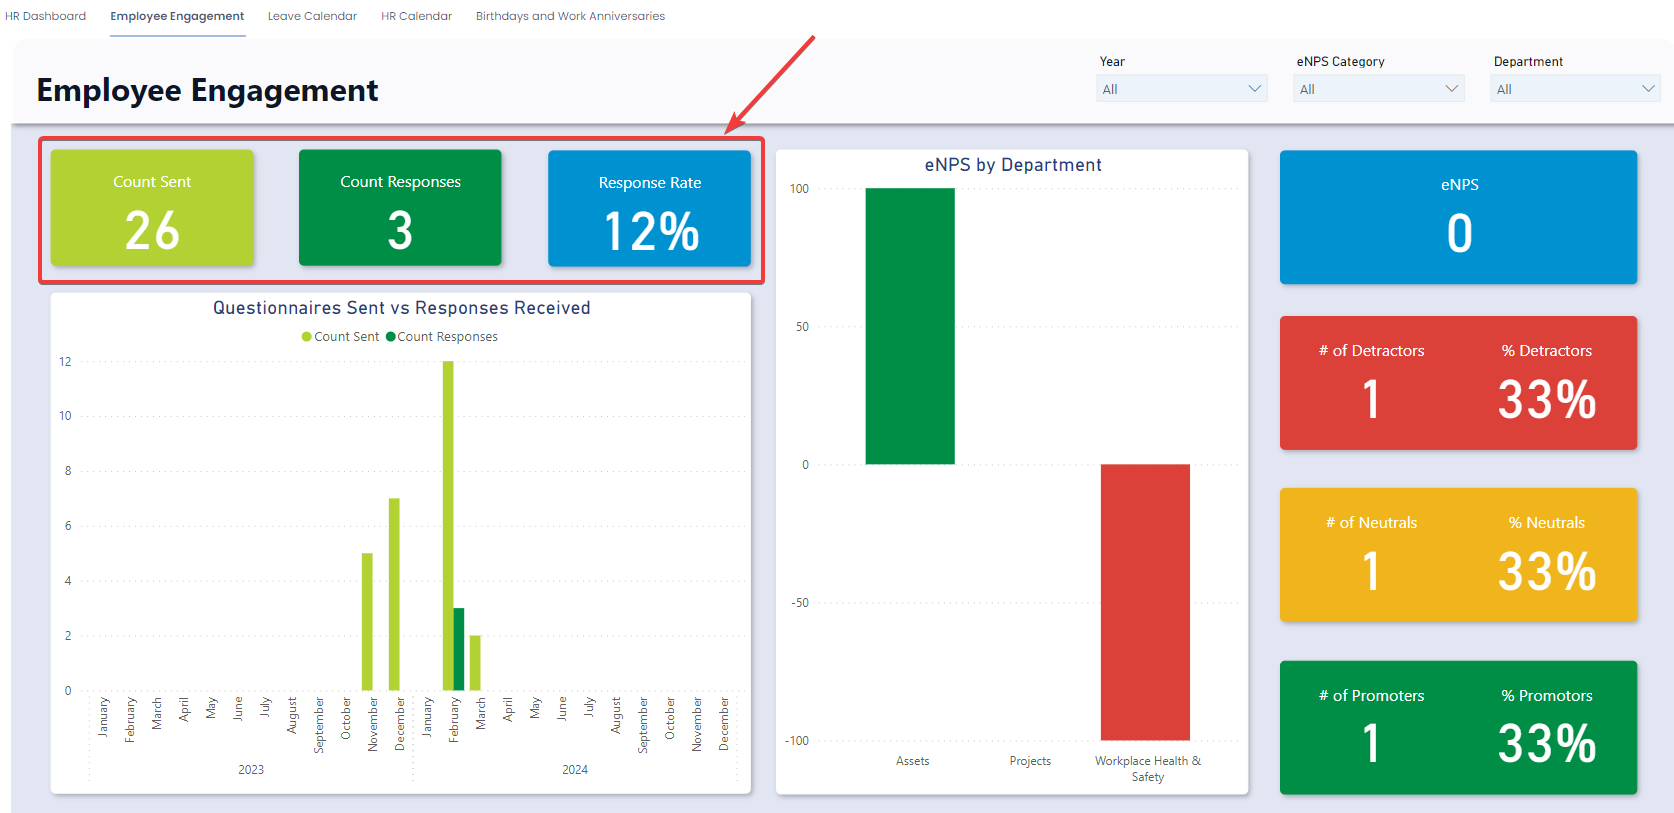 HR Dashboard
Employee Engagement
Leave Calendar
HR Calendar
Birthdays and Work Anniversaries
Employee Engagement
Year
All
eNPS Category
All
Department
All
Count Sent
26
Count Responses
3
Response Rate
12%
Questionnaires Sent vs Responses Received
Count Sent
Count Responses
12
10
8
6
4
2
0
January
February
March
April
May
June
July
August
September
October
November
December
January
February
March
April
May
June
July
August
September
October
November
December
2023
2024
eNPS by Department
100
50
0
-50
-100
Assets
Projects
Workplace Health &
Safety
eNPS
0
# of Detractors
1
% Detractors
33%
# of Neutrals
1
% Neutrals
33%
# of Promoters
1
% Promotors
33%